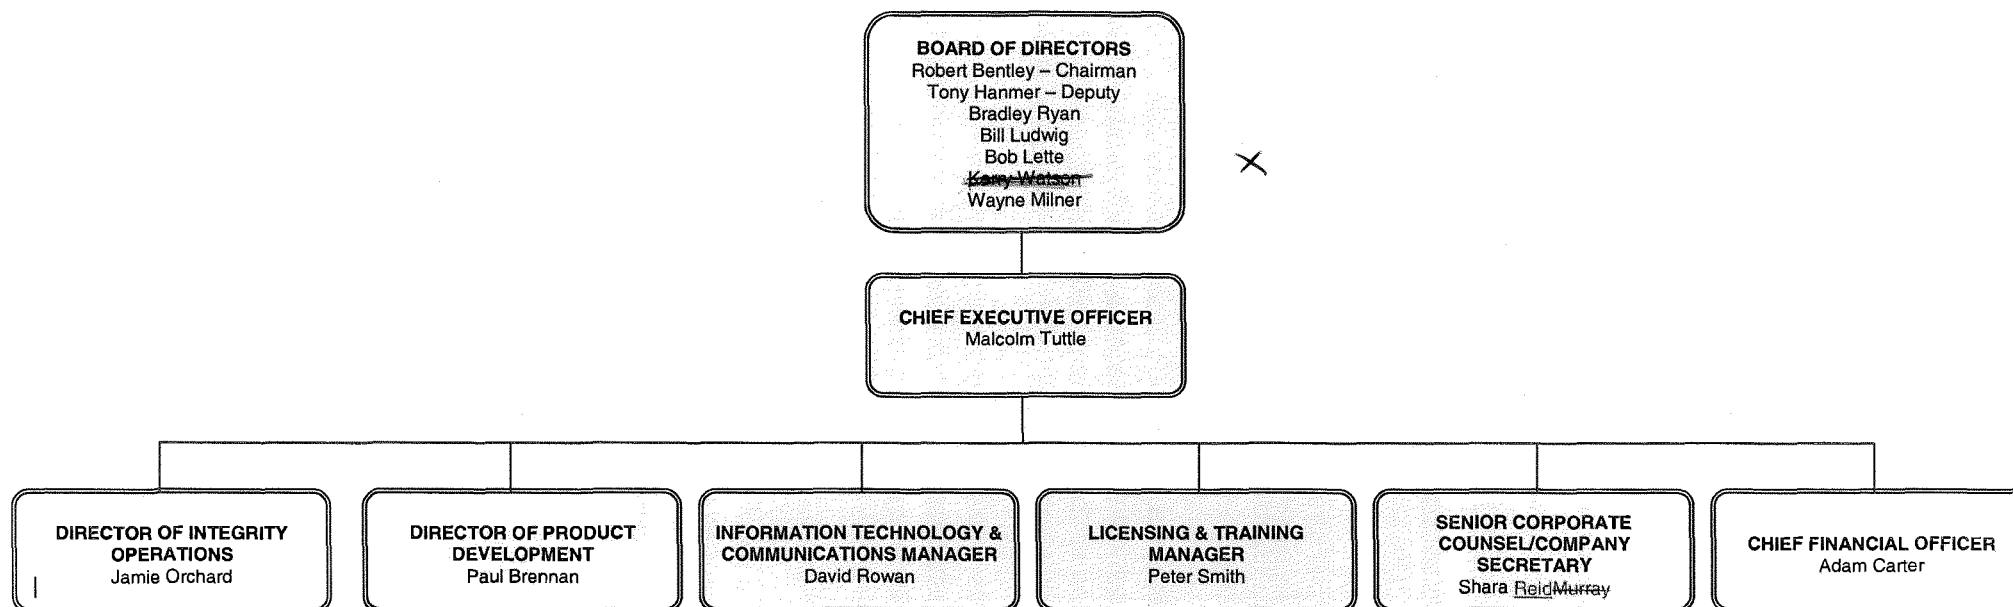 BOARD OF DIRECTORS
Robert Bentley – Chairman
Tony Hanmer – Deputy
Bradley Ryan
Bill Ludwig
Bob Lette
Kerry Watson
Wayne Milner
CHIEF EXECUTIVE OFFICER
Malcolm Tuttle
DIRECTOR OF INTEGRITY
OPERATIONS
Jamie Orchard
DIRECTOR OF PRODUCT
DEVELOPMENT
Paul Brennan
INFORMATION TECHNOLOGY &
COMMUNICATIONS MANAGER
David Rowan
LICENSING & TRAINING
MANAGER
Peter Smith
SENIOR CORPORATE
COUNSEL/COMPANY
SECRETARY
Shara ReidMurray
CHIEF FINANCIAL OFFICER
Adam Carter